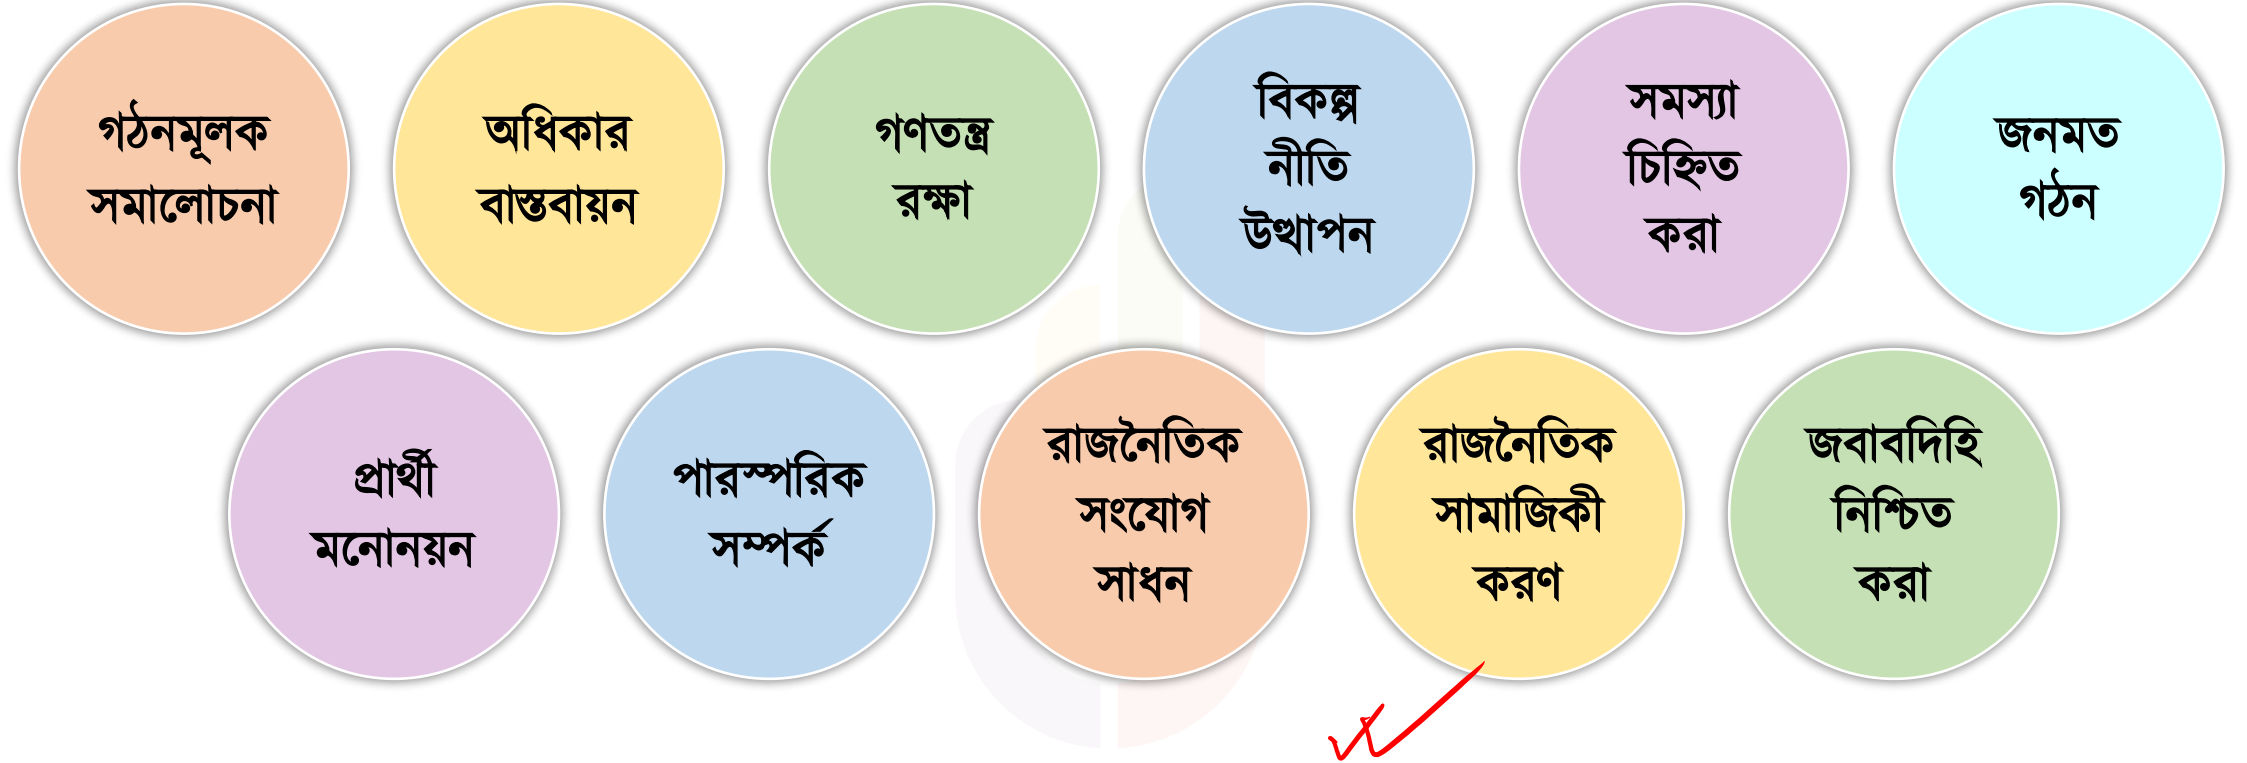 গঠনমূলক
সমালোচনা
অধিকার
বাস্তবায়ন
গণতন্ত্র
রক্ষা
বিকল্প
নীতি
উত্থাপন
সমস্যা
চিহ্নিত
করা
জনমত
গঠন
প্রার্থী
মনোনয়ন
পারস্পরিক
সম্পর্ক
রাজনৈতিক
সংযোগ
সাধন
রাজনৈতিক
সামাজিকী
করণ
জবাবদিহি
নিশ্চিত
করা